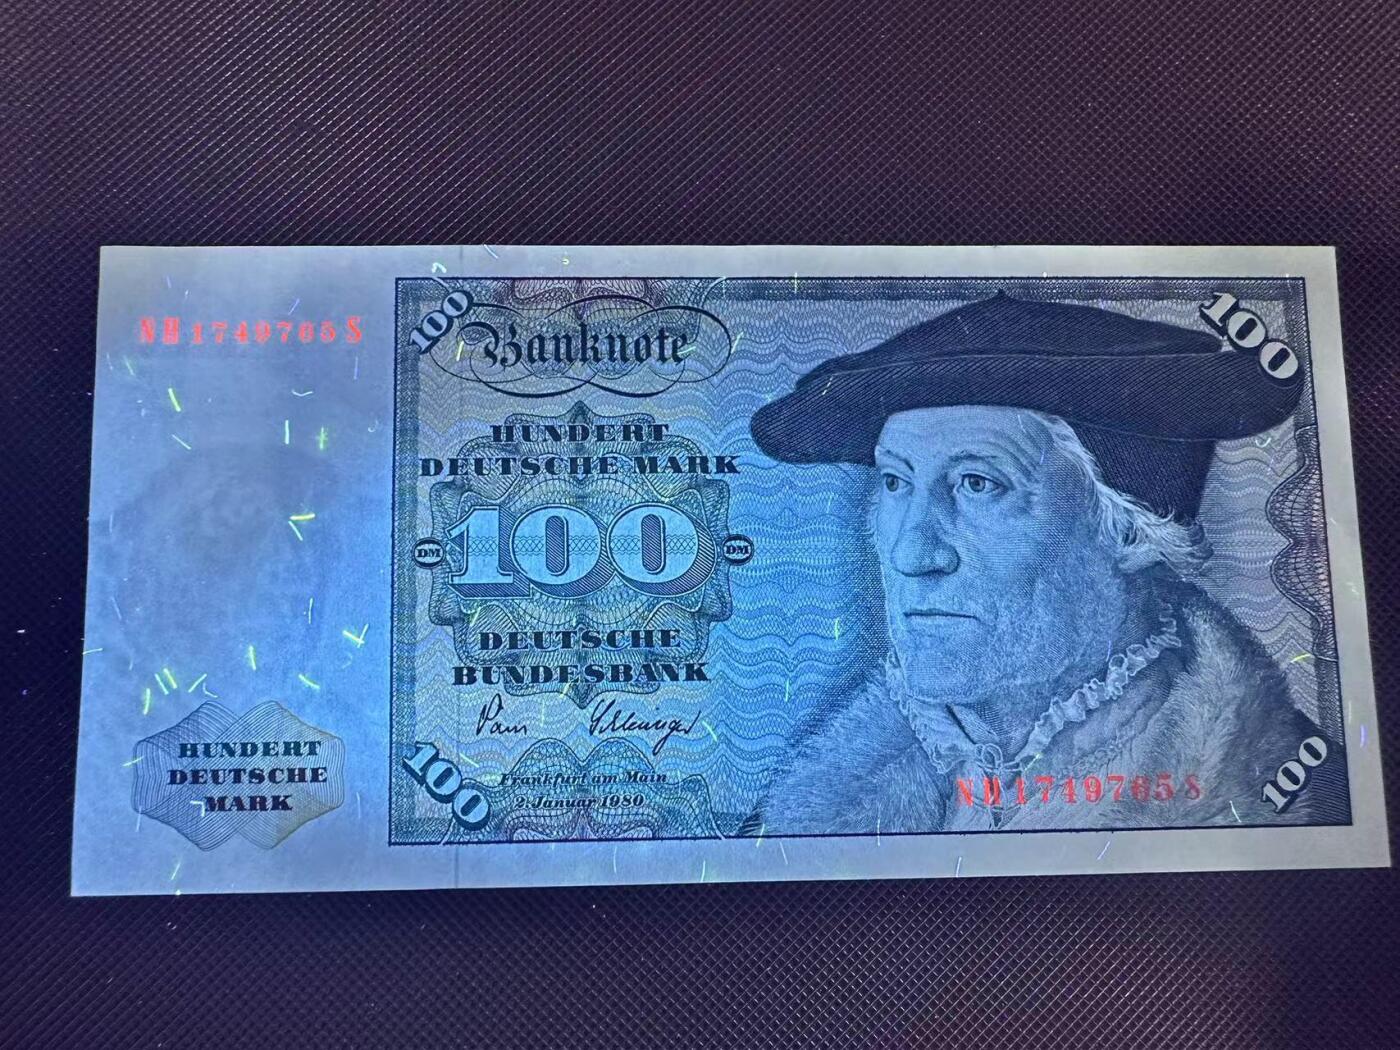 100
Banknote
100
NH1749765S
HUNDERT
DEUTSCHE MARK
DM
100
DM
DEUTSCHE
BUNDESBANK
HUNDERT
DEUTSCHE
MARK
100
Frankfurt am Main
2. Januar 1980
NH1749765S
100